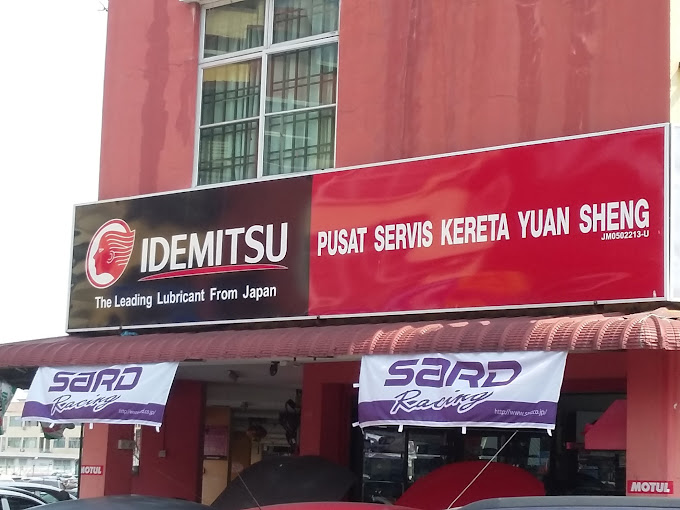 IDEMITSU
The Leading Lubricant From Japan
PUSAT SERVIS KERETA YUAN SHENG
JM0502213-U
SARD
Racing
SARD
Racing
MOTUL
MOTUL